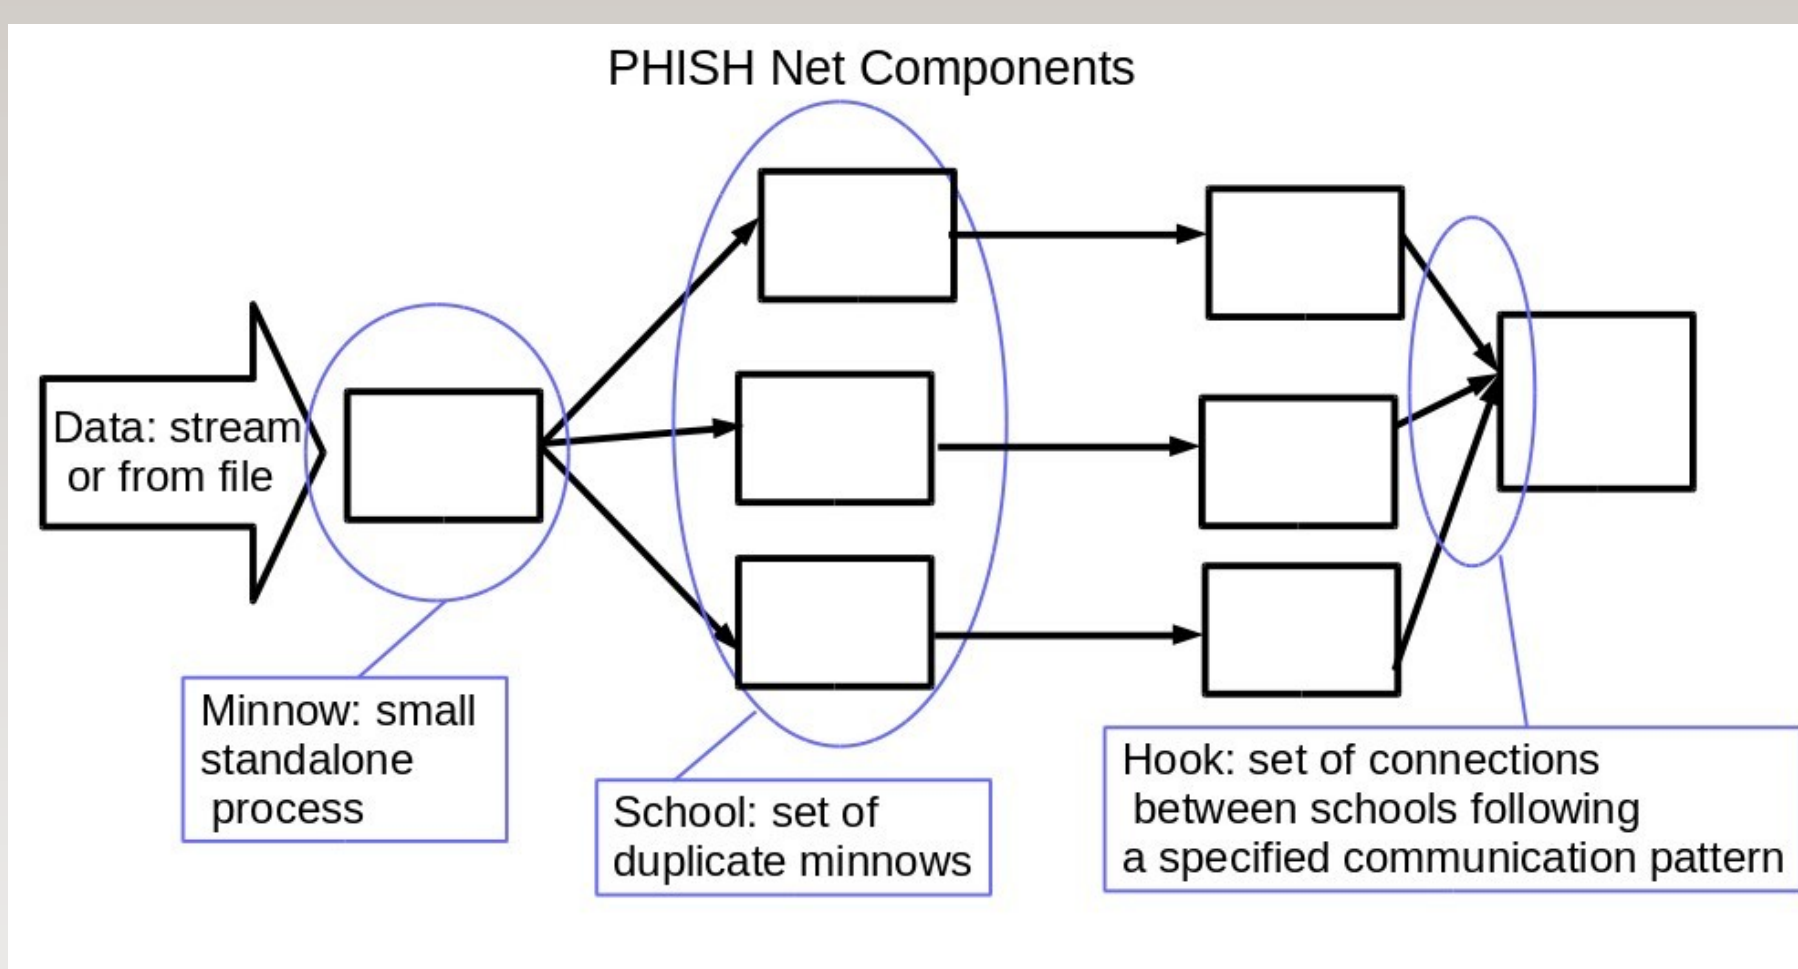 PHISH Net Components
Data: stream
or from file
Minnow: small
standalone
process
School: set of
duplicate minnows
Hook: set of connections
between schools following
a specified communication pattern